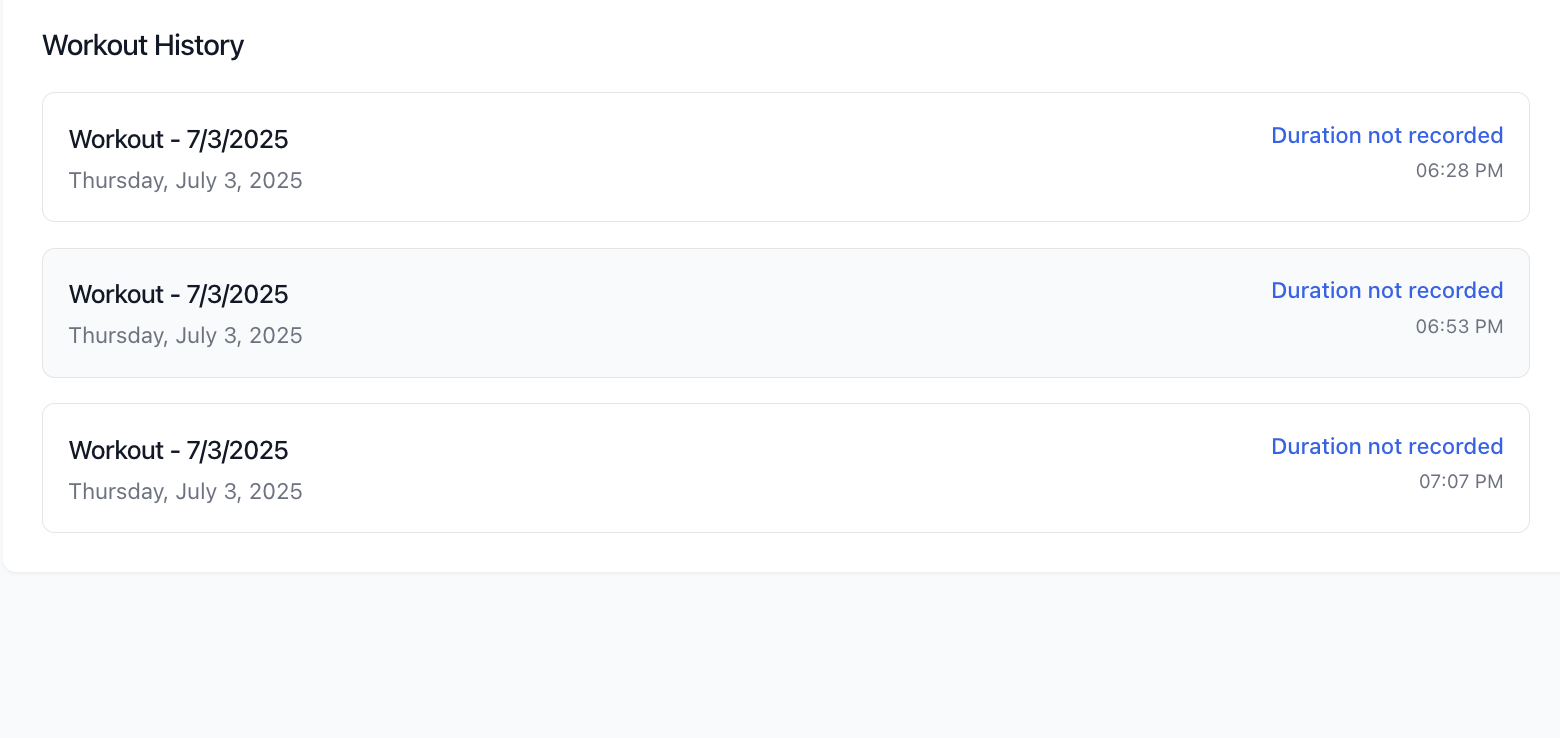 Workout History
Workout - 7/3/2025
Duration not recorded
Thursday, July 3, 2025
06:28 PM
Workout - 7/3/2025
Duration not recorded
Thursday, July 3, 2025
06:53 PM
Workout - 7/3/2025
Duration not recorded
Thursday, July 3, 2025
07:07 PM